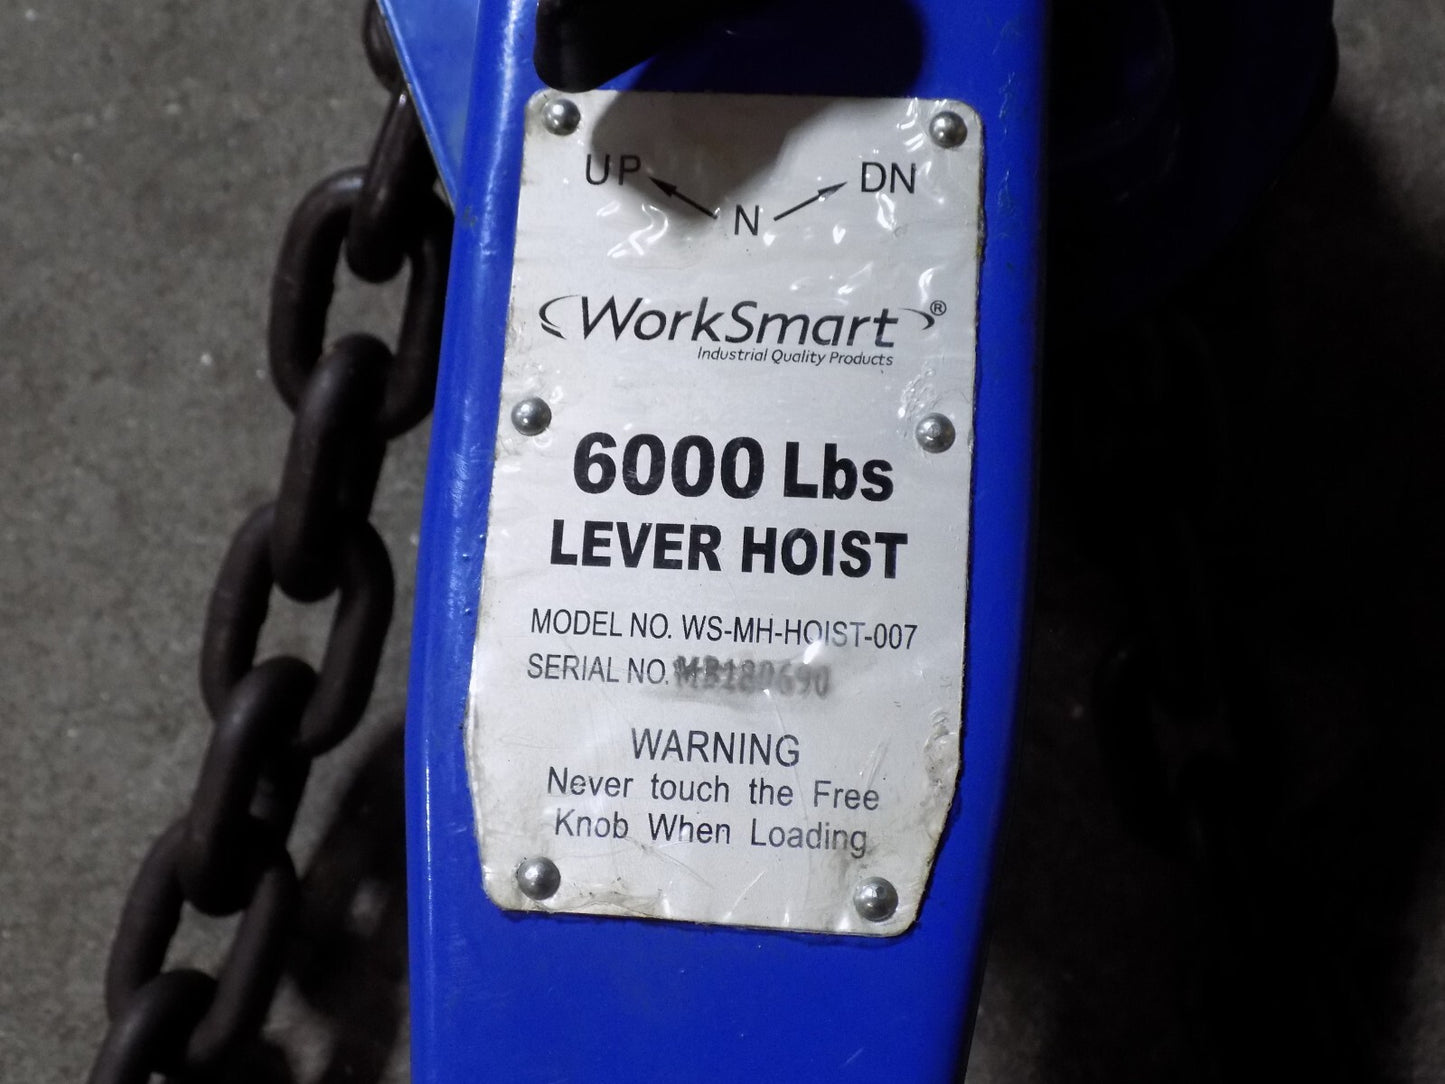 UP DN
N
WorkSmart®
Industrial Quality Products
6000 Lbs
LEVER HOIST
MODEL NO. WS-MH-HOIST-007
SERIAL NO.
WARNING
Never touch the Free
Knob When Loading